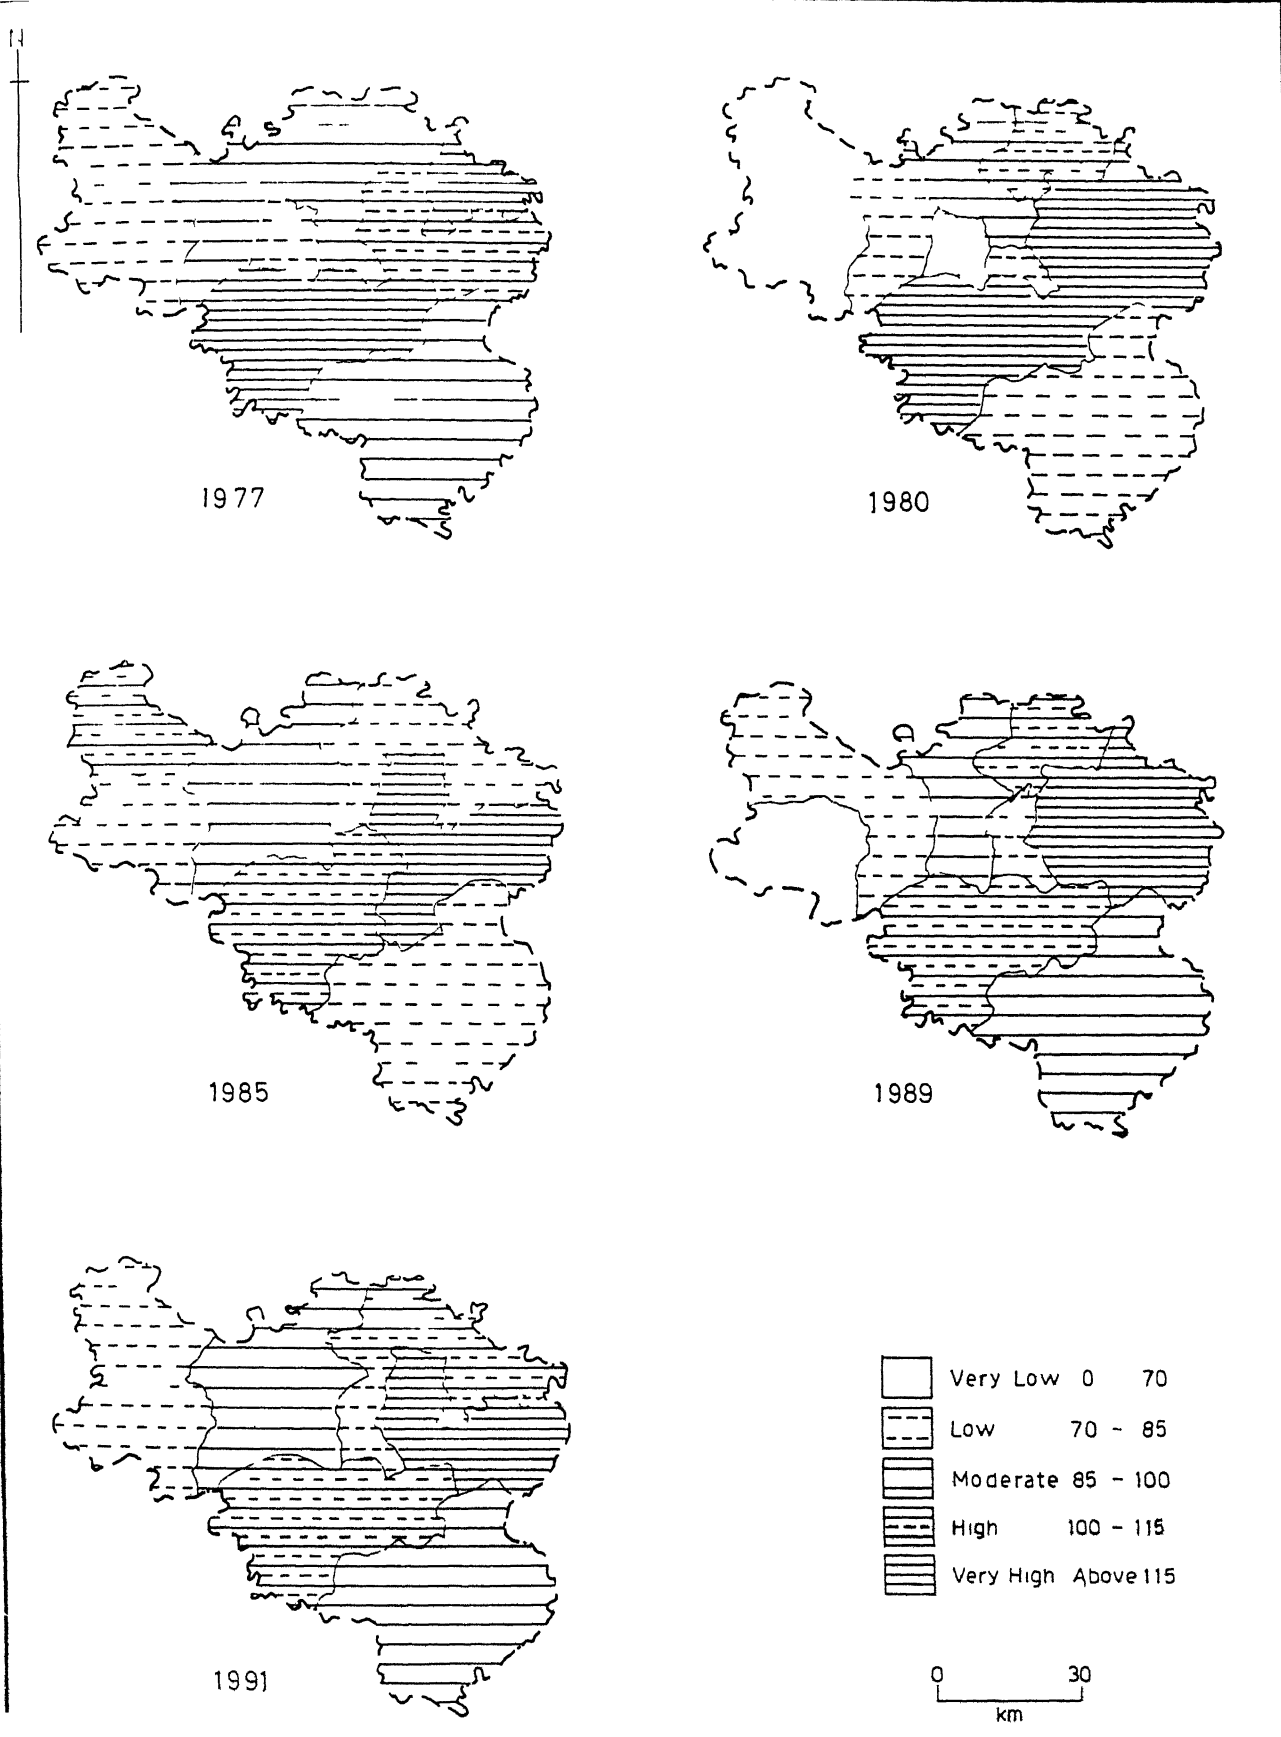 N
1977
1980
1985
1989
1991
Very Low 0 70
Low 70 - 85
Moderate 85 - 100
High 100 - 115
Very High Above 115
0 30
km